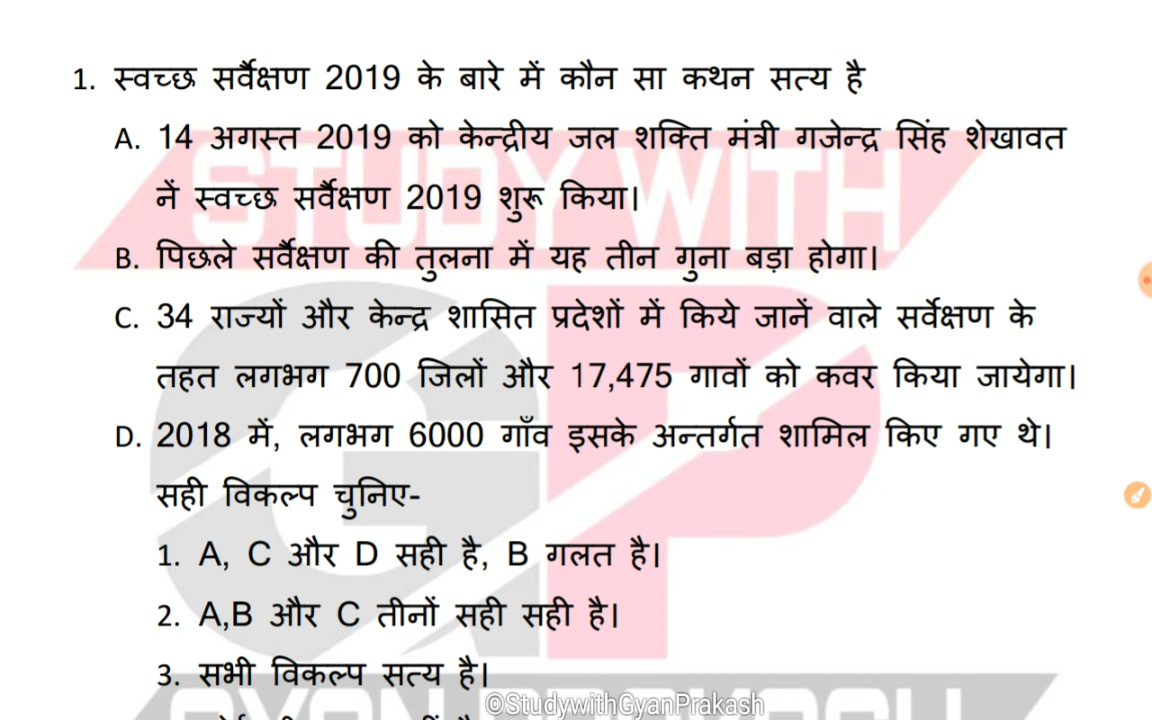 1. स्वच्छ सर्वेक्षण 2019 के बारे में कौन सा कथन सत्य है
A. 14 अगस्त 2019 को केन्द्रीय जल शक्ति मंत्री गजेन्द्र सिंह शेखावत
नें स्वच्छ सर्वेक्षण 2019 शुरू किया।
B. पिछले सर्वेक्षण की तुलना में यह तीन गुना बड़ा होगा।
C. 34 राज्यों और केन्द्र शासित प्रदेशों में किये जानें वाले सर्वेक्षण के
तहत लगभग 700 जिलों और 17,475 गावों को कवर किया जायेगा।
D. 2018 में, लगभग 6000 गाँव इसके अन्तर्गत शामिल किए गए थे।
सही विकल्प चुनिए-
1. A, C और D सही है, B गलत है।
2. A,B और C तीनों सही सही है।
3. सभी विकल्प सत्य है।
©StudywithGyanPrakash
STUDY WITH
GP